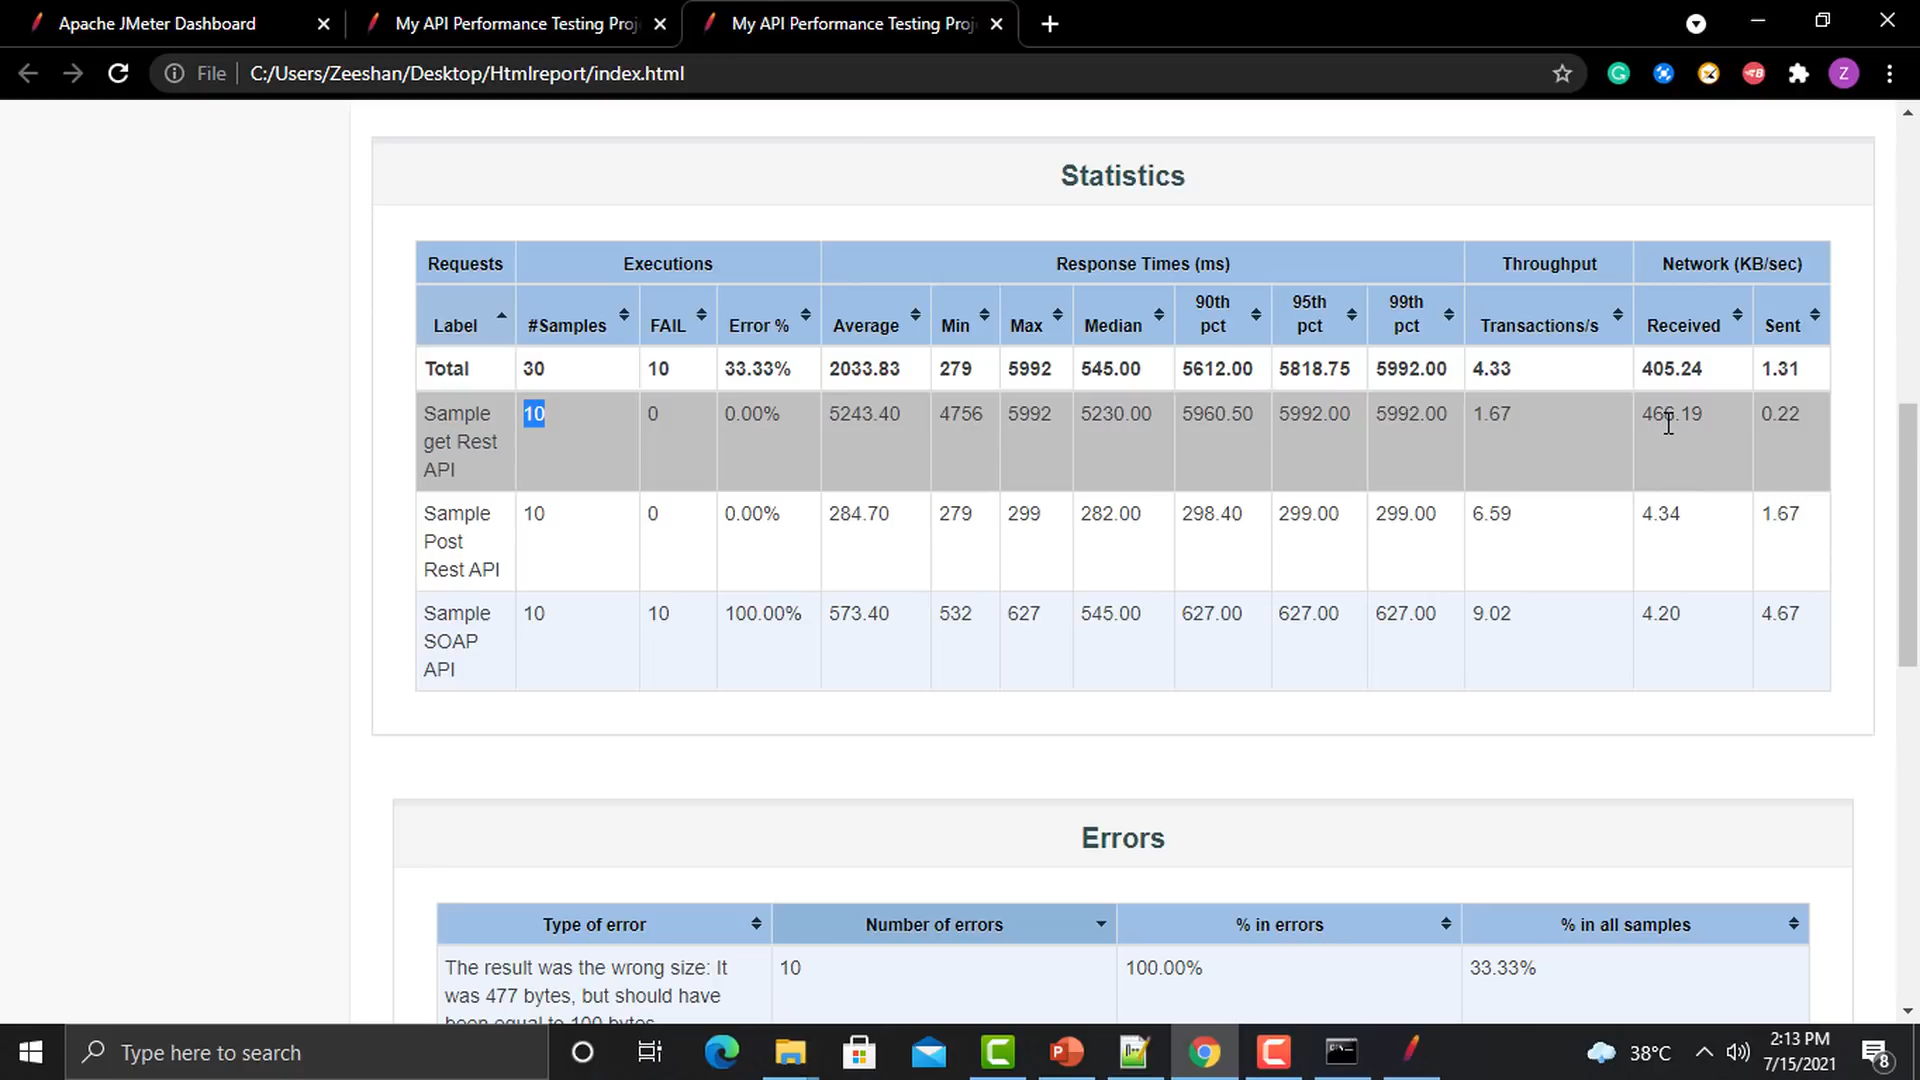 Apache JMeter Dashboard
My API Performance Testing Proj
My API Performance Testing Proj
File C:/Users/Zeeshan/Desktop/Htmlreport/index.html
Z
Statistics
Requests Executions Response Times (ms) Throughput Network (KB/sec)
Label #Samples FAIL Error % Average Min Max Median 90th pct 95th pct 99th pct Transactions/s Received Sent
Total 30 10 33.33% 2033.83 279 5992 545.00 5612.00 5818.75 5992.00 4.33 405.24 1.31
Sample get Rest API 10 0 0.00% 5243.40 4756 5992 5230.00 5960.50 5992.00 5992.00 1.67 0.22
Sample Post Rest API 10 0 0.00% 284.70 279 299 282.00 298.40 299.00 299.00 6.59 4.34 1.67
Sample SOAP API 10 10 100.00% 573.40 532 627 545.00 627.00 627.00 627.00 9.02 4.20 4.67
Errors
Type of error Number of errors % in errors % in all samples
The result was the wrong size: It 10 100.00% 33.33%
was 477 bytes, but should have
been equal to 100 bytes
Type here to search
38°C
2:13 PM
7/15/2021
8